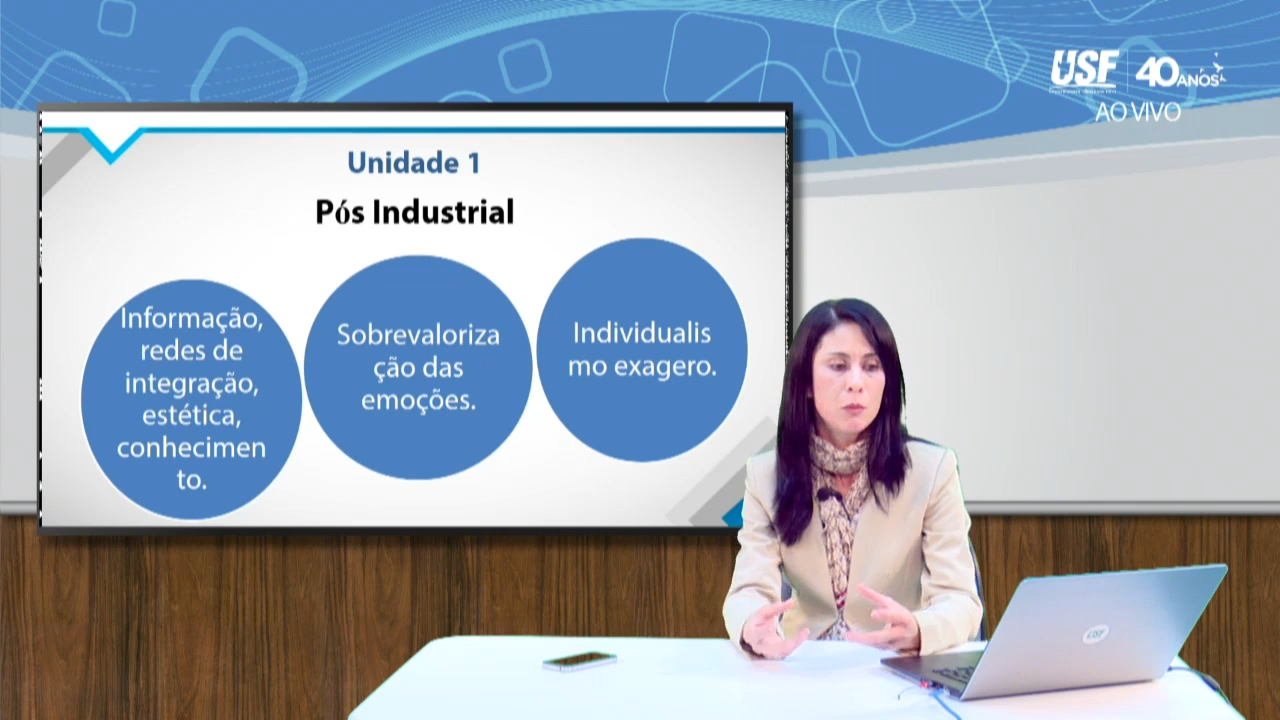 USF 40 ANOS
AO VIVO
Unidade 1
Pós Industrial
Informação,
redes de
integração,
estética,
conhecimen
to.
Sobrevaloriza
ção das
emoções.
Individualis
mo exagero.
USF